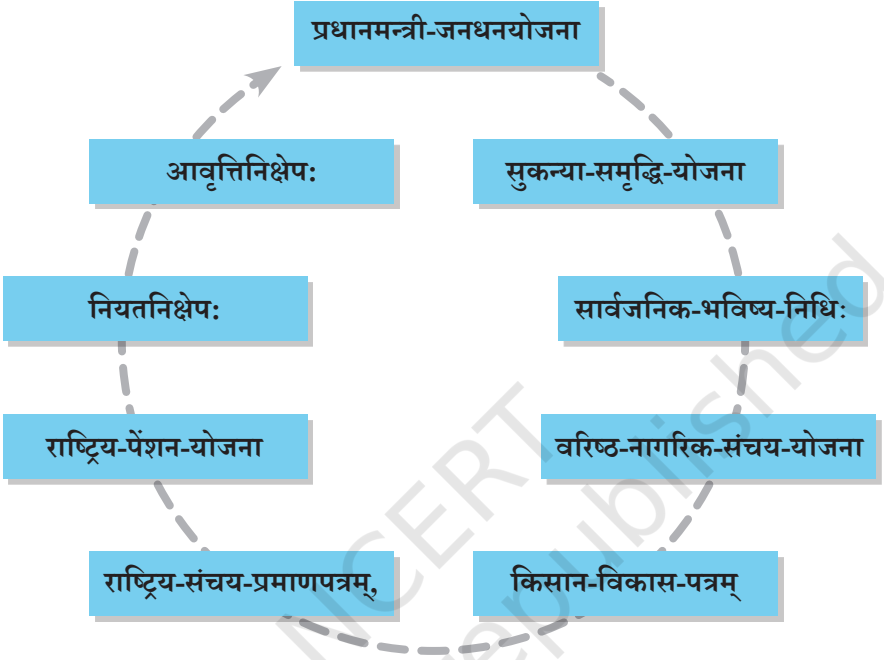 प्रधानमन्त्री-जनधनयोजना
आवृत्तिनिक्षेप:
सुकन्या-समृद्धि-योजना
नियतनिक्षेप:
सार्वजनिक-भविष्य-निधिः
राष्ट्रिय-पेंशन-योजना
वरिष्ठ-नागरिक-संचय-योजना
राष्ट्रिय-संचय-प्रमाणपत्रम्,
किसान-विकास-पत्रम्
NCERT
republished